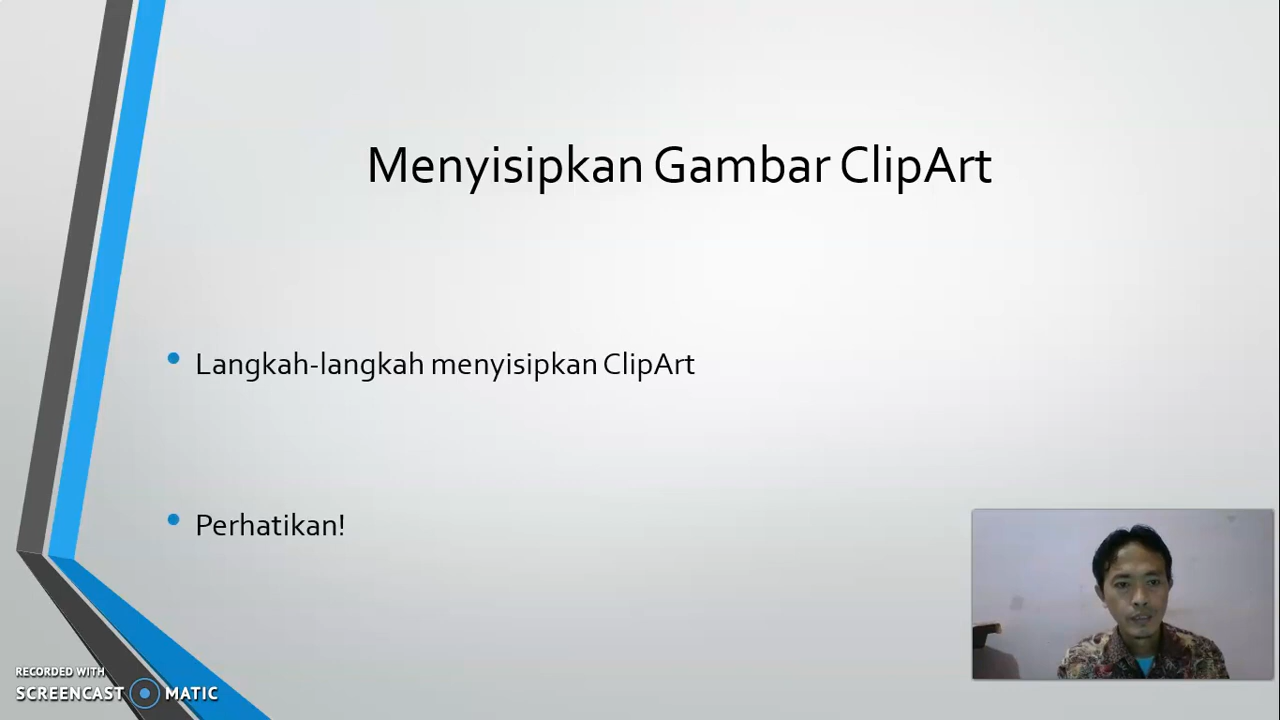 Menyisipkan Gambar ClipArt
Langkah-langkah menyisipkan ClipArt
Perhatikan!
RECORDED WITH
SCREENCAST MATIC